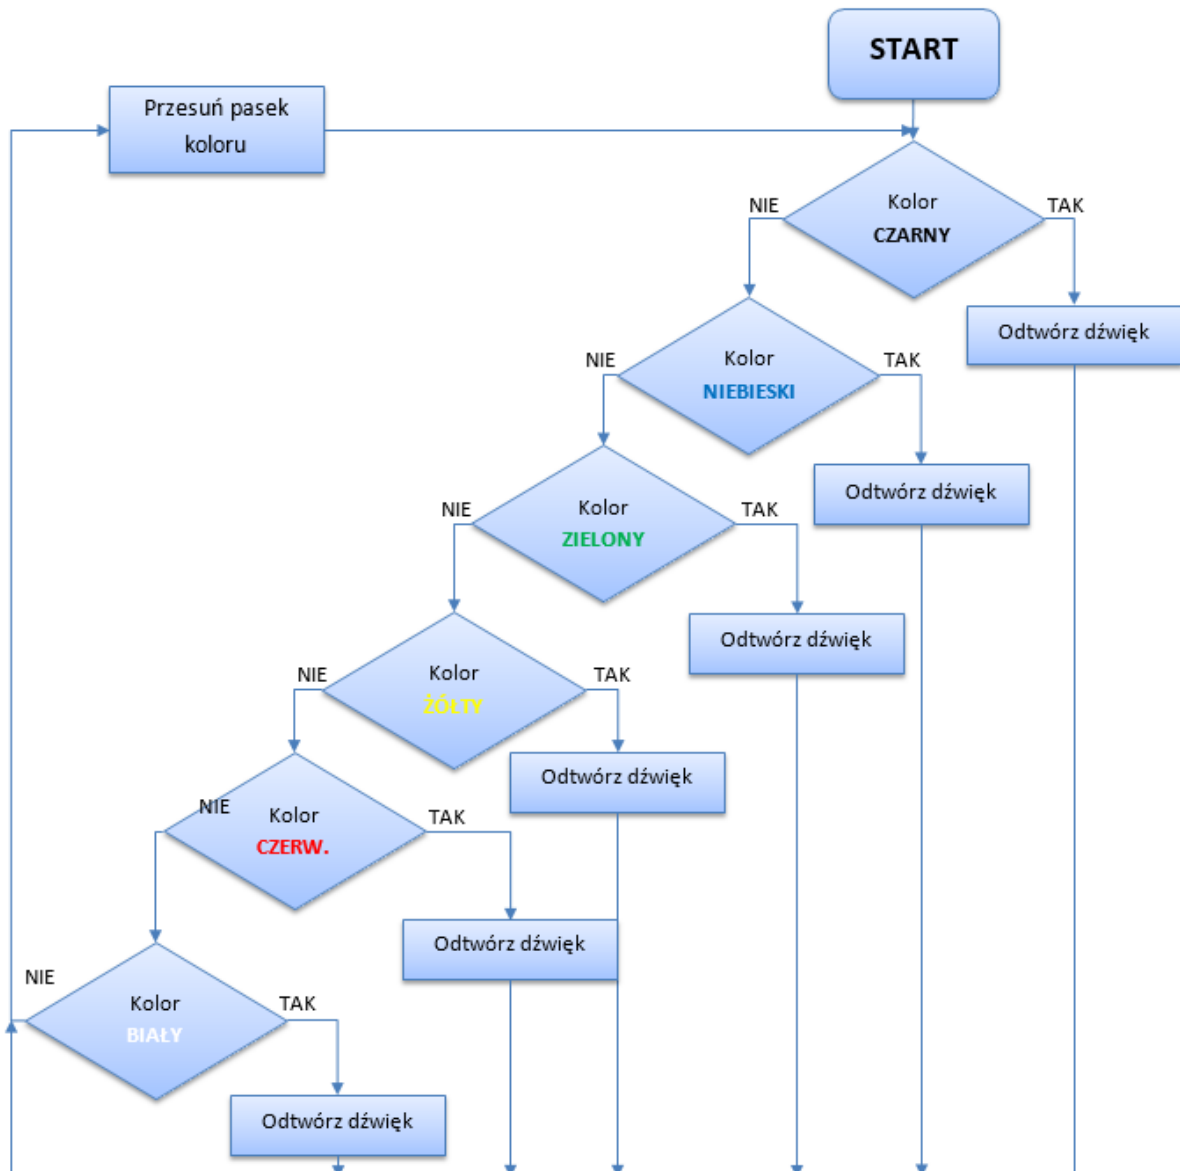 START
Przesuń pasek
koloru
NIE
Kolor
CZARNY
TAK
Odtwórz dźwięk
NIE
Kolor
NIEBIESKI
TAK
Odtwórz dźwięk
NIE
Kolor
ZIELONY
TAK
Odtwórz dźwięk
NIE
Kolor
ŻÓŁTY
TAK
Odtwórz dźwięk
NIE
Kolor
CZERW.
TAK
Odtwórz dźwięk
NIE
Kolor
BIAŁY
TAK
Odtwórz dźwięk